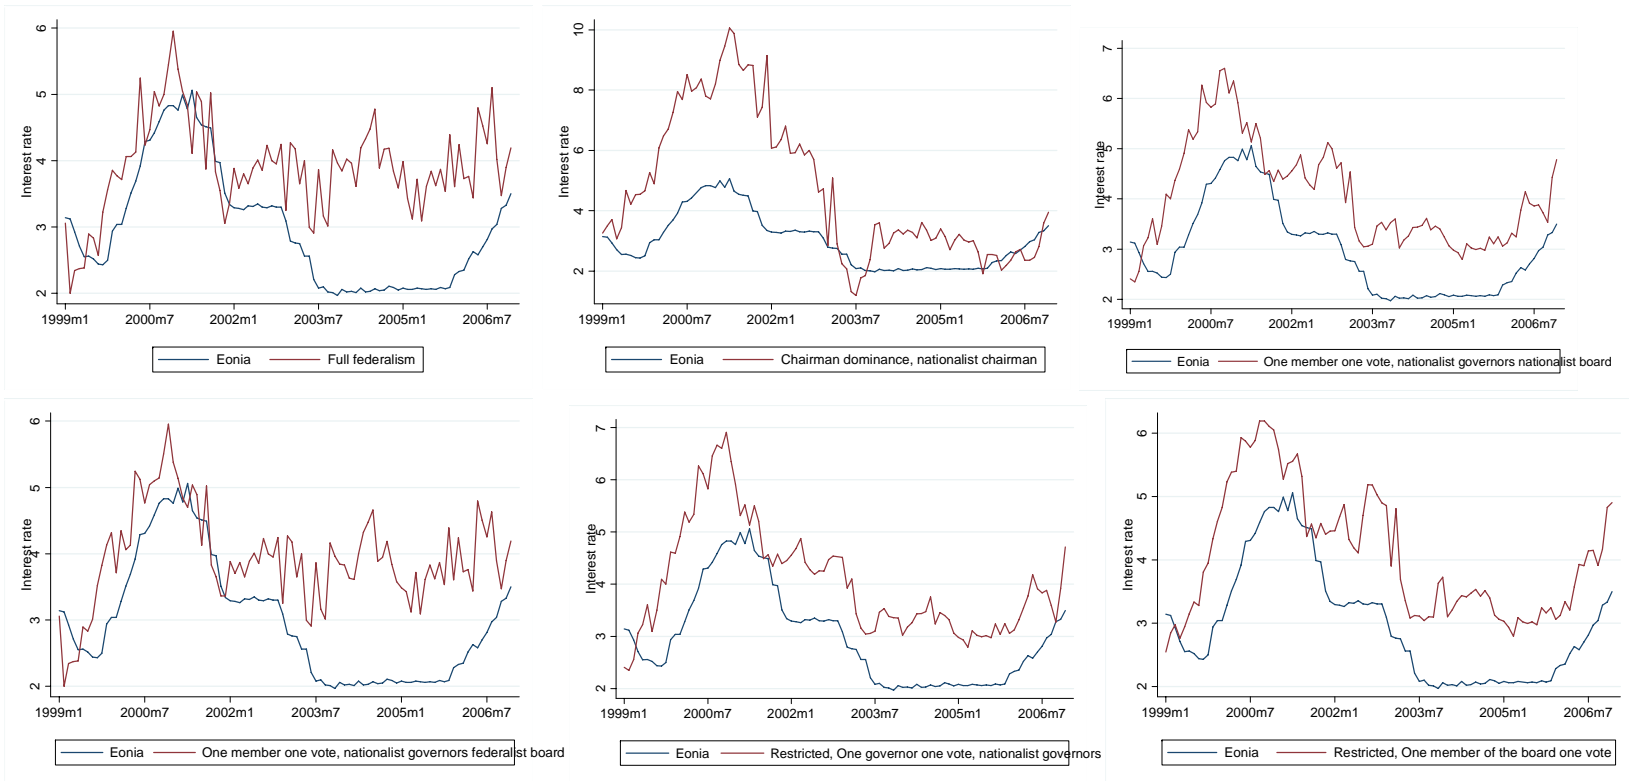 6
5
4
3
2
Interest rate
1999m1 2000m7 2002m1 2003m7 2005m1 2006m7
Eonia Full federalism
10
8
6
4
2
Interest rate
1999m1 2000m7 2002m1 2003m7 2005m1 2006m7
Eonia Chairman dominance, nationalist chairman
7
6
5
4
3
2
Interest rate
1999m1 2000m7 2002m1 2003m7 2005m1 2006m7
Eonia One member one vote, nationalist governors nationalist board
6
5
4
3
2
Interest rate
1999m1 2000m7 2002m1 2003m7 2005m1 2006m7
Eonia One member one vote, nationalist governors federalist board
7
6
5
4
3
2
Interest rate
1999m1 2000m7 2002m1 2003m7 2005m1 2006m7
Eonia Restricted, One governor one vote, nationalist governors
6
5
4
3
2
Interest rate
1999m1 2000m7 2002m1 2003m7 2005m1 2006m7
Eonia Restricted, One member of the board one vote